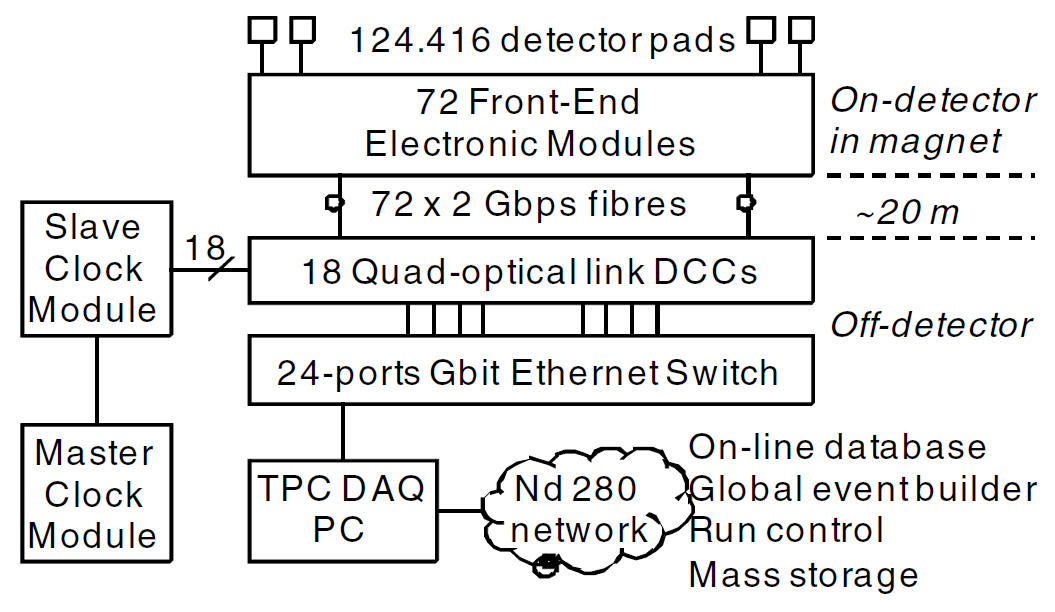 124.416 detector pads
72 Front-End
Electronic Modules
On-detector
in magnet
72 x 2 Gbps fibres
~20 m
Slave
Clock
Module
18
18 Quad-optical link DCCs
Off-detector
24-ports Gbit Ethernet Switch
Master
Clock
Module
TPC DAQ
PC
Nd 280
network
On-line database
Global event builder
Run control
Mass storage